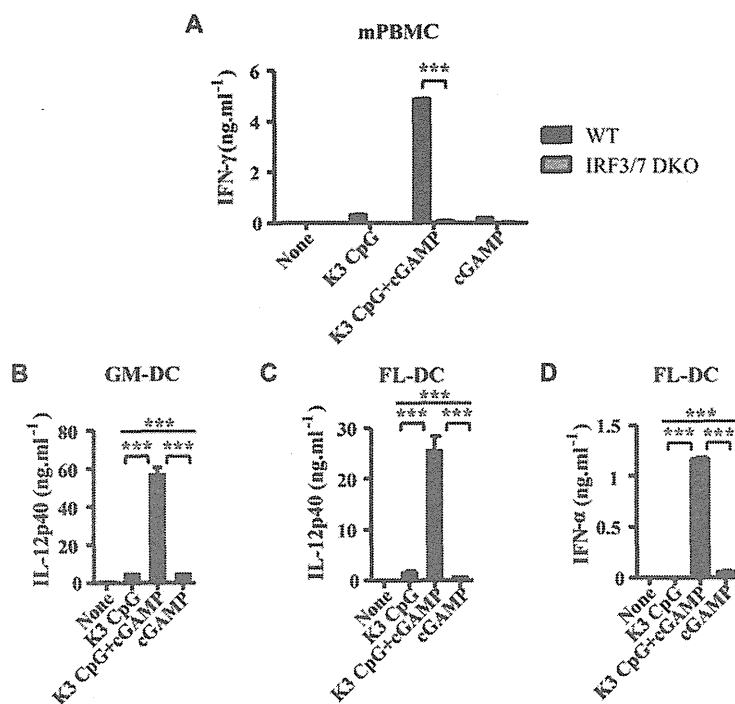 A
mPBMC
***
6
4
2
0
IFN-γ (ng.ml⁻¹)
None
K3 CpG
K3 CpG+cGAMP
cGAMP
WT
IRF3/7 DKO
B
GM-DC
***
*** ***
80
60
40
20
0
IL-12p40 (ng.ml⁻¹)
None
K3 CpG
K3 CpG+cGAMP
cGAMP
C
FL-DC
***
*** ***
30
20
10
0
IL-12p40 (ng.ml⁻¹)
None
K3 CpG
K3 CpG+cGAMP
cGAMP
D
FL-DC
***
*** ***
1.5
1
0.5
0
IFN-α (ng.ml⁻¹)
None
K3 CpG
K3 CpG+cGAMP
cGAMP